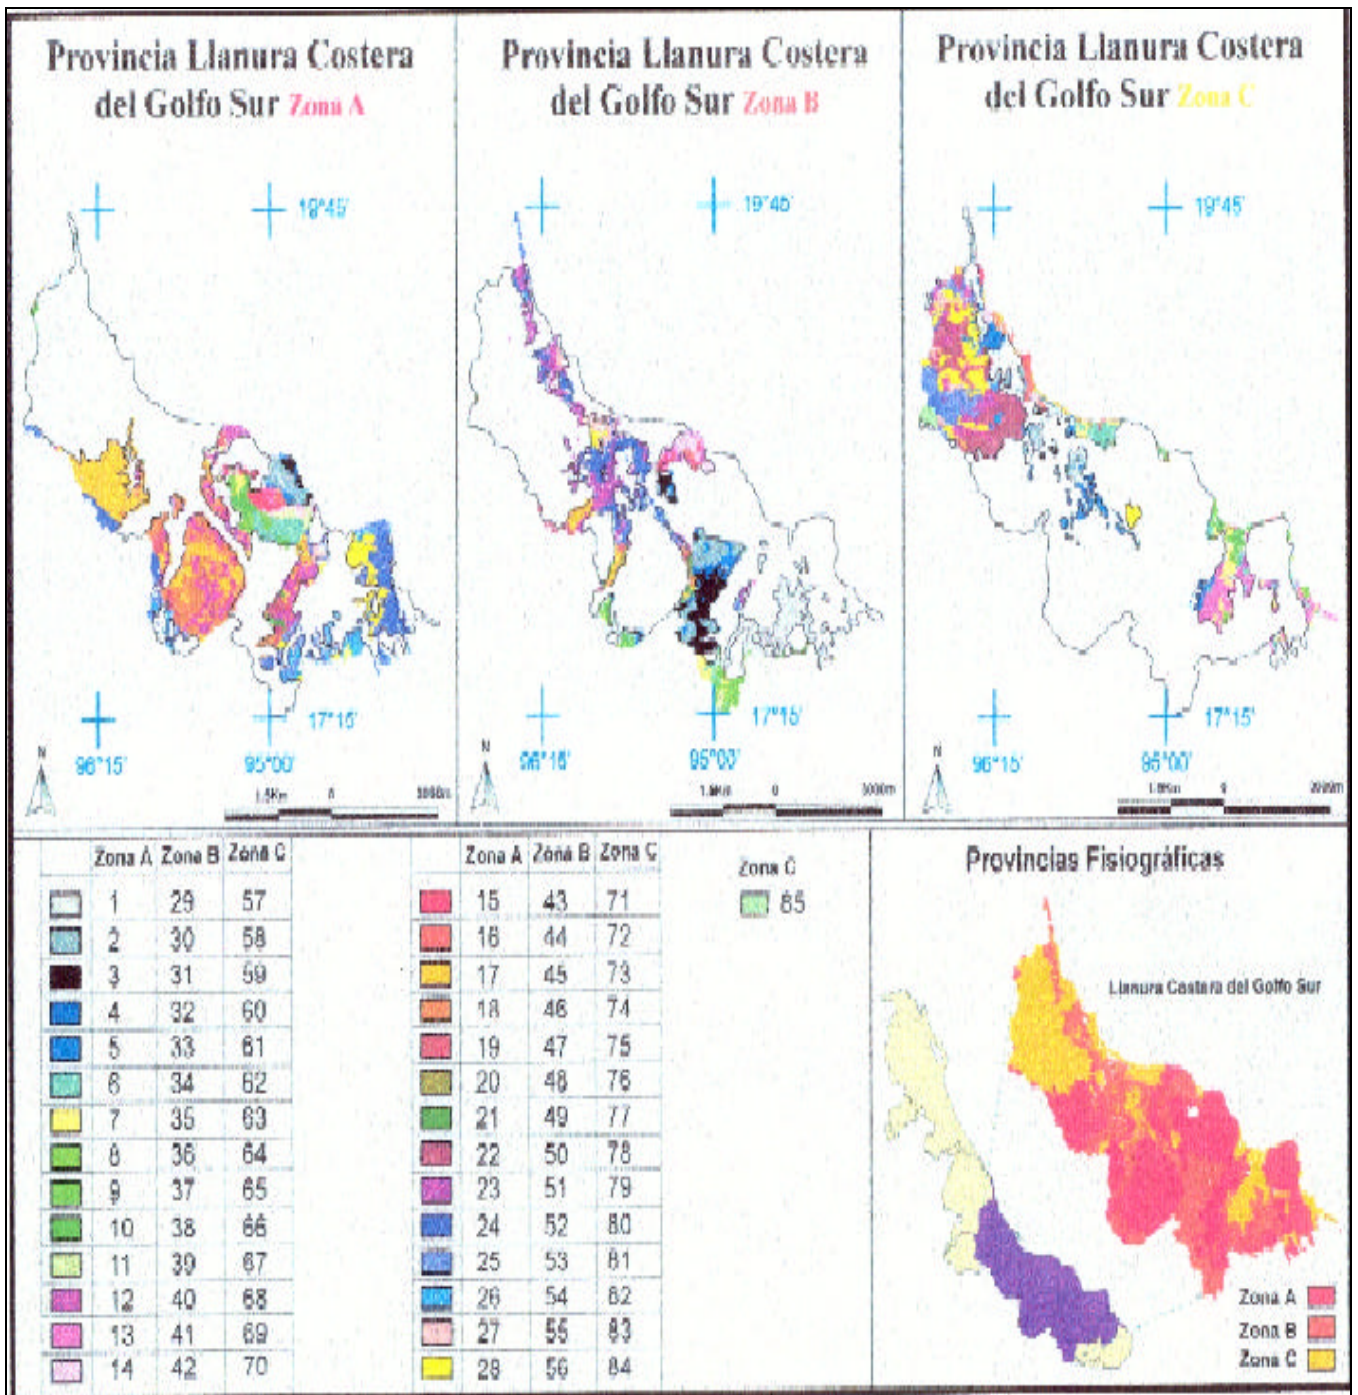 Provincia Llanura Costera
del Golfo Sur Zona A
Provincia Llanura Costera
del Golfo Sur Zona B
Provincia Llanura Costera
del Golfo Sur Zona C
19°45'
19°45'
19°45'
17°15'
17°15'
17°15'
N
96°15'
95°00'
1.5Km 0
N
95°00'
0 3000m
N
96°15'
95°00'
0
Zona A Zona B Zona C
1 29 57
2 30 58
3 31 59
4 32 60
5 33 61
6 34 62
7 35 63
8 36 64
9 37 65
10 38 66
11 39 67
12 40 68
13 41 69
14 42 70
Zona A Zona B Zona C
15 43 71
16 44 72
17 45 73
18 46 74
19 47 75
20 48 76
21 49 77
22 50 78
23 51 79
24 52 80
25 53 81
26 54 82
27 55 83
28 56 84
Zona C
85
Provincias Fisiográficas
Llanura Costera del Golfo Sur
Zona A
Zona B
Zona C